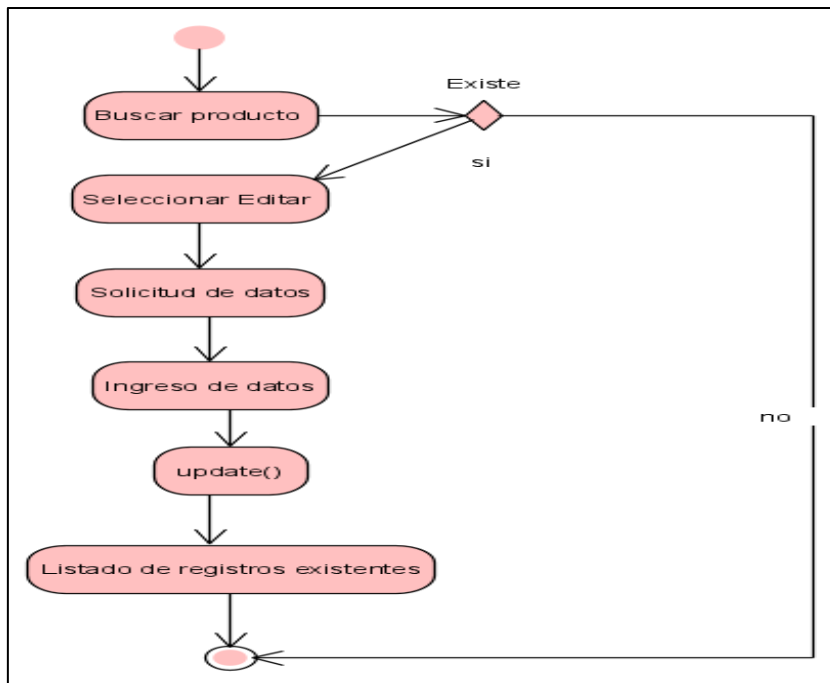 Existe
Buscar producto
si
Seleccionar Editar
Solicitud de datos
Ingreso de datos
no
update()
Listado de registros existentes